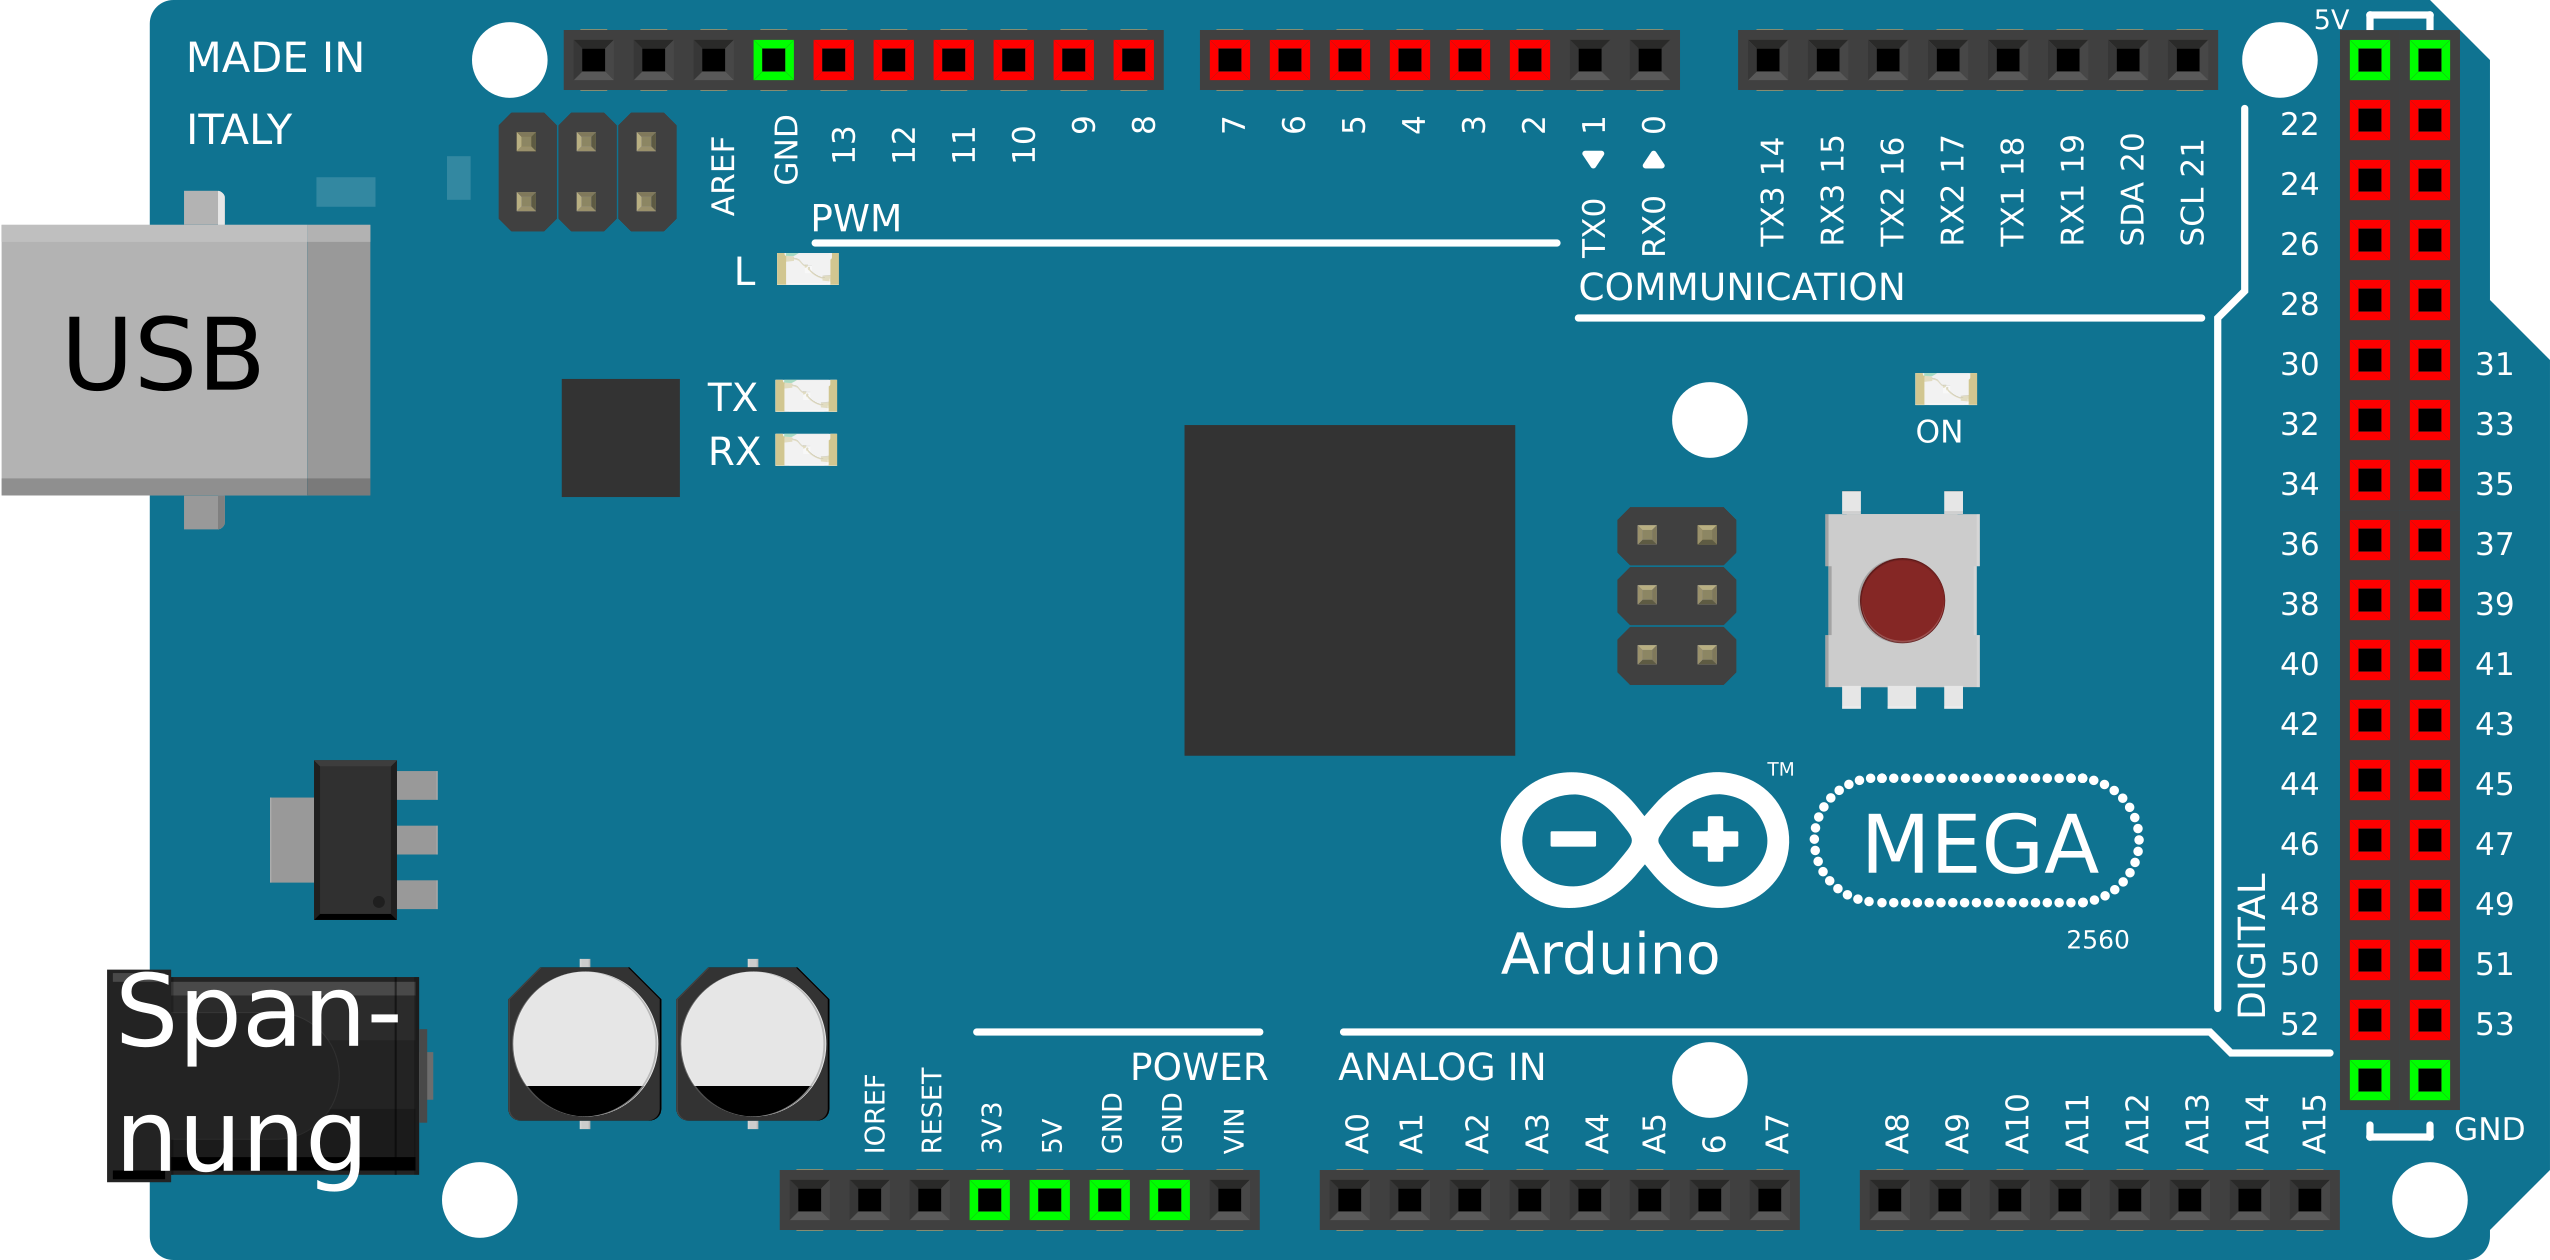 MADE IN
ITALY
5V
AREF
GND
13
12
11
10
9
8
7
6
5
4
3
2
TX0 1
RX0 0
TX3 14
RX3 15
TX2 16
RX2 17
TX1 18
RX1 19
SDA 20
SCL 21
PWM
COMMUNICATION
L
TX
RX
USB
ON
22
24
26
28
30 31
32 33
34 35
36 37
38 39
40 41
42 43
44 45
46 47
48 49
50 51
52 53
DIGITAL
TM
MEGA
2560
Arduino
Span-
nung
POWER
ANALOG IN
IOREF
RESET
3V3
5V
GND
GND
VIN
A0
A1
A2
A3
A4
A5
6
A7
A8
A9
A10
A11
A12
A13
A14
A15
GND